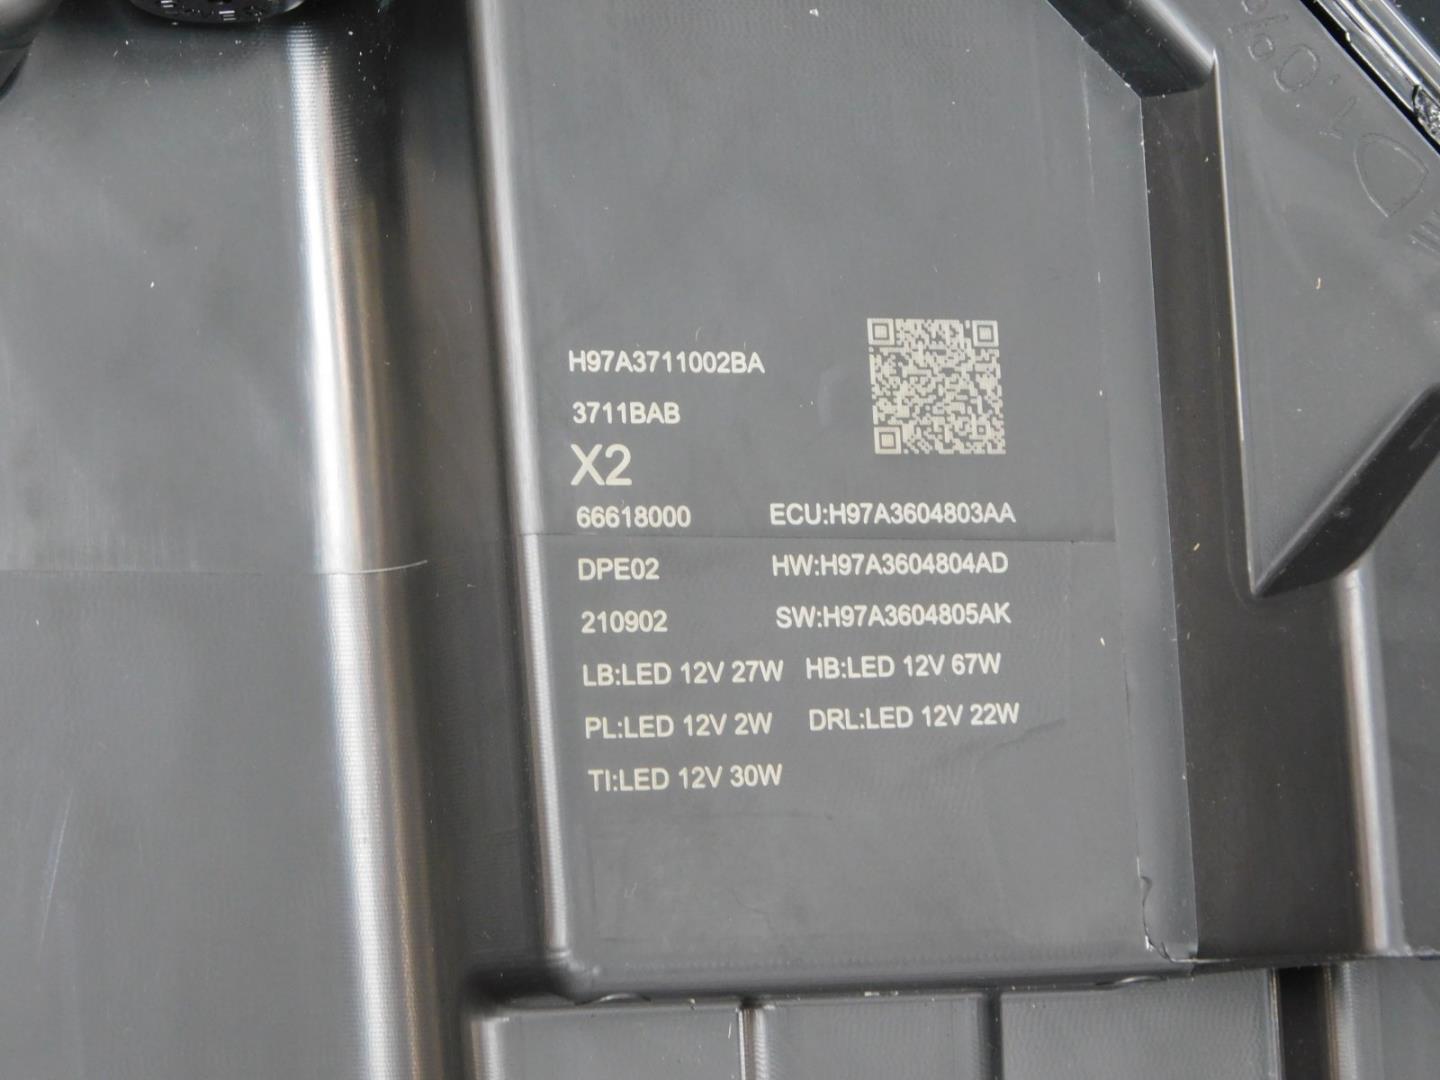 H97A3711002BA
3711BAB
X2
66618000 ECU:H97A3604803AA
DPE02 HW:H97A3604804AD
210902 SW:H97A3604805AK
LB:LED 12V 27W HB:LED 12V 67W
PL:LED 12V 2W DRL:LED 12V 22W
TI:LED 12V 30W